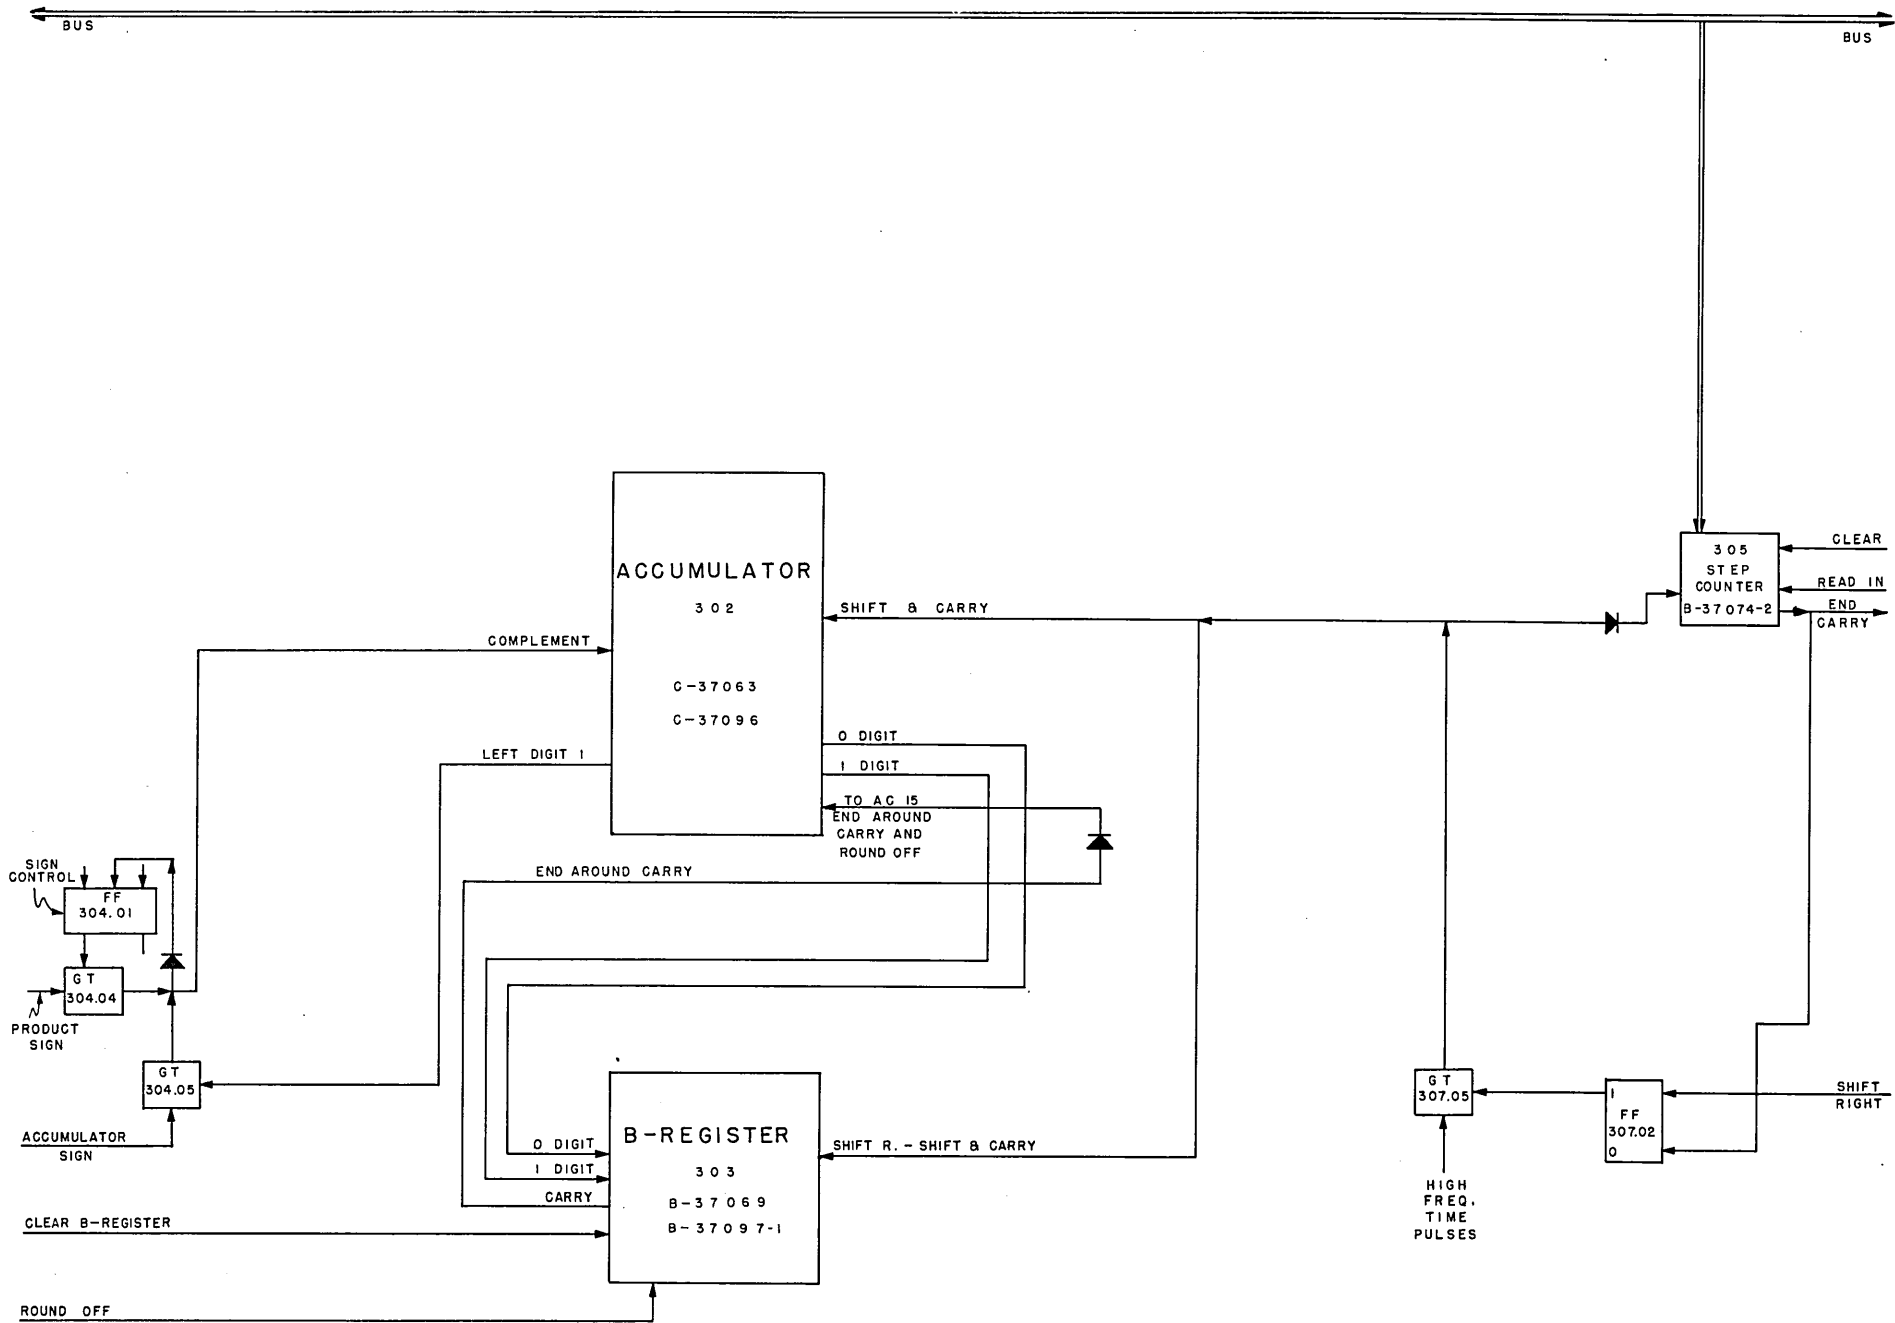 BUS
BUS
ACCUMULATOR
302
C-37063
C-37096
SHIFT & CARRY
COMPLEMENT
LEFT DIGIT 1
0 DIGIT
1 DIGIT
TO AC 15
END AROUND
CARRY AND
ROUND OFF
END AROUND CARRY
305
STEP
COUNTER
B-37074-2
CLEAR
READ IN
END
CARRY
SIGN
CONTROL
FF
304.01
GT
304.04
PRODUCT
SIGN
GT
304.05
ACCUMULATOR
SIGN
CLEAR B-REGISTER
ROUND OFF
0 DIGIT
1 DIGIT
CARRY
B-REGISTER
303
B-37069
B-37097-1
SHIFT R. - SHIFT & CARRY
GT
307.05
HIGH
FREQ.
TIME
PULSES
1
FF
307.02
0
SHIFT
RIGHT